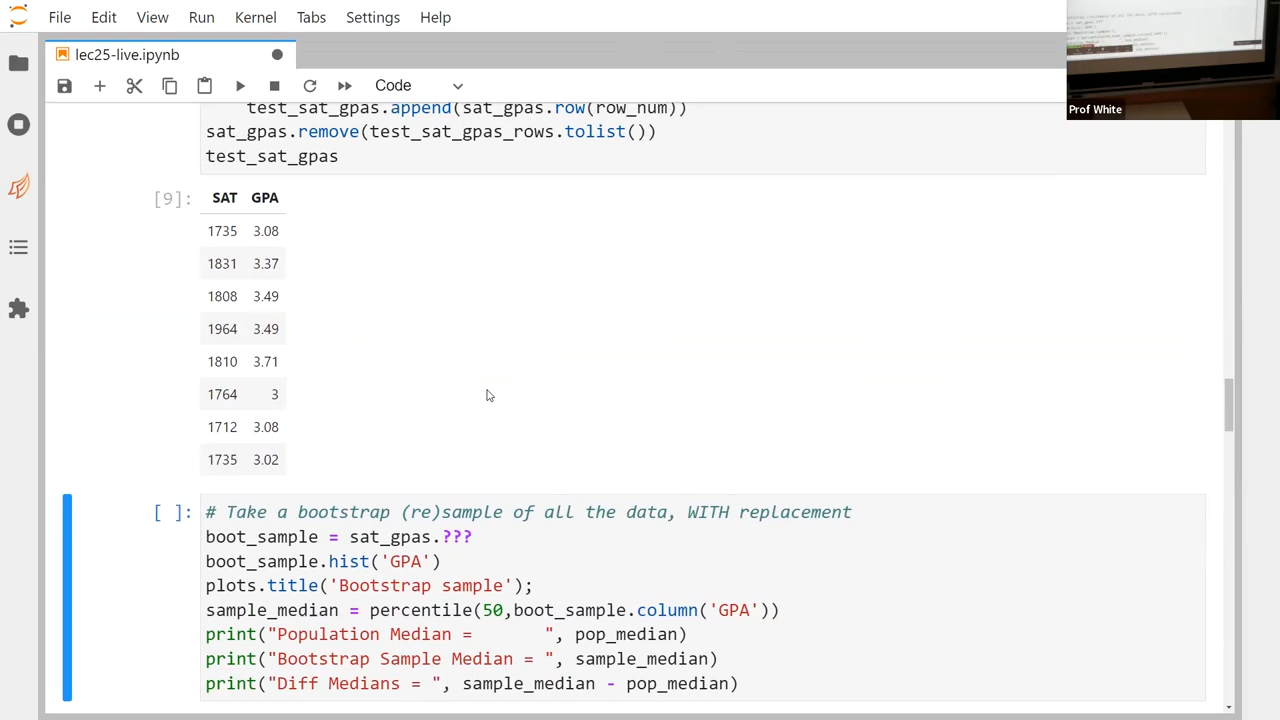 File Edit View Run Kernel Tabs Settings Help
lec25-live.ipynb
Code
Prof White
test_sat_gpas.append(sat_gpas.row(row_num))
sat_gpas.remove(test_sat_gpas_rows.tolist())
test_sat_gpas
[9]:
SAT GPA
1735 3.08
1831 3.37
1808 3.49
1964 3.49
1810 3.71
1764 3
1712 3.08
1735 3.02
[ ]: # Take a bootstrap (re)sample of all the data, WITH replacement
boot_sample = sat_gpas.???
boot_sample.hist('GPA')
plots.title('Bootstrap sample');
sample_median = percentile(50,boot_sample.column('GPA'))
print("Population Median =       ", pop_median)
print("Bootstrap Sample Median = ", sample_median)
print("Diff Medians = ", sample_median - pop_median)